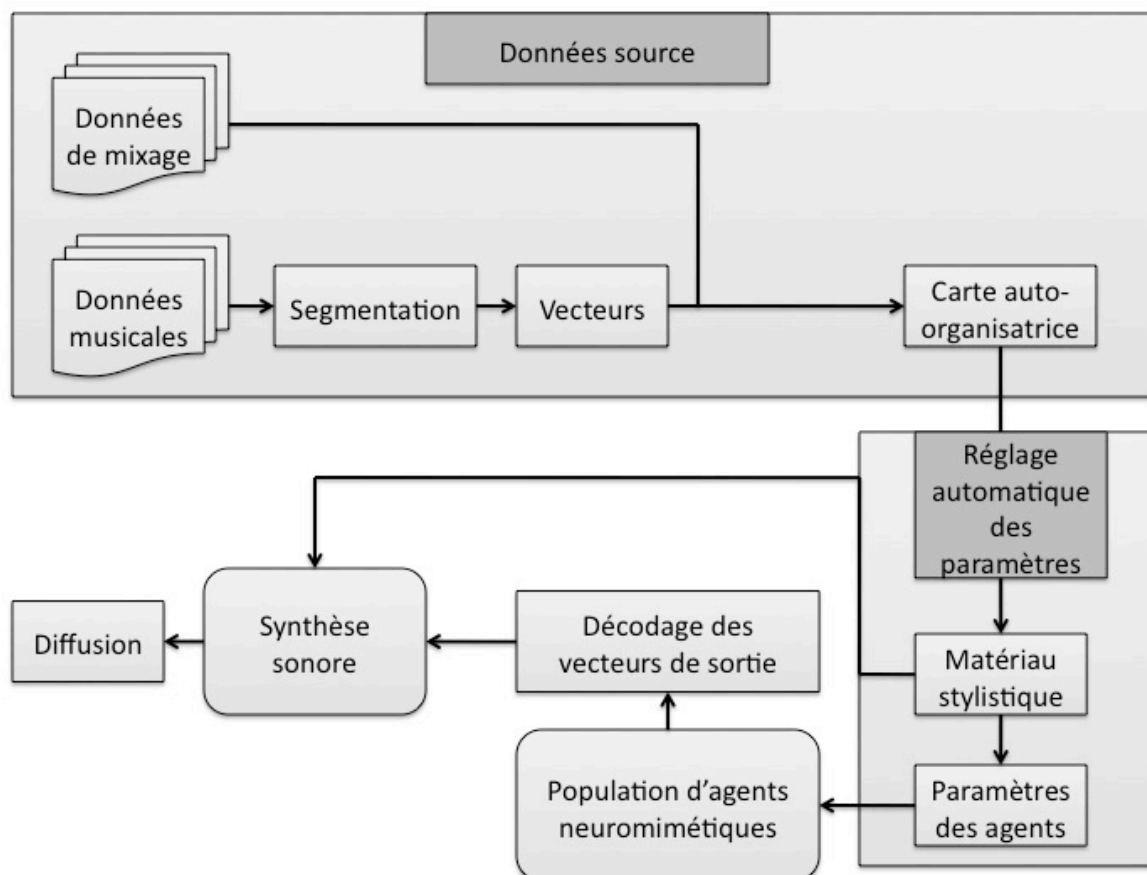 Données source
Données
de mixage
Données
musicales
Segmentation
Vecteurs
Carte auto-
organisatrice
Réglage
automatique
des
paramètres
Diffusion
Synthèse
sonore
Décodage des
vecteurs de sortie
Matériau
stylistique
Population d'agents
neuromimétiques
Paramètres
des agents